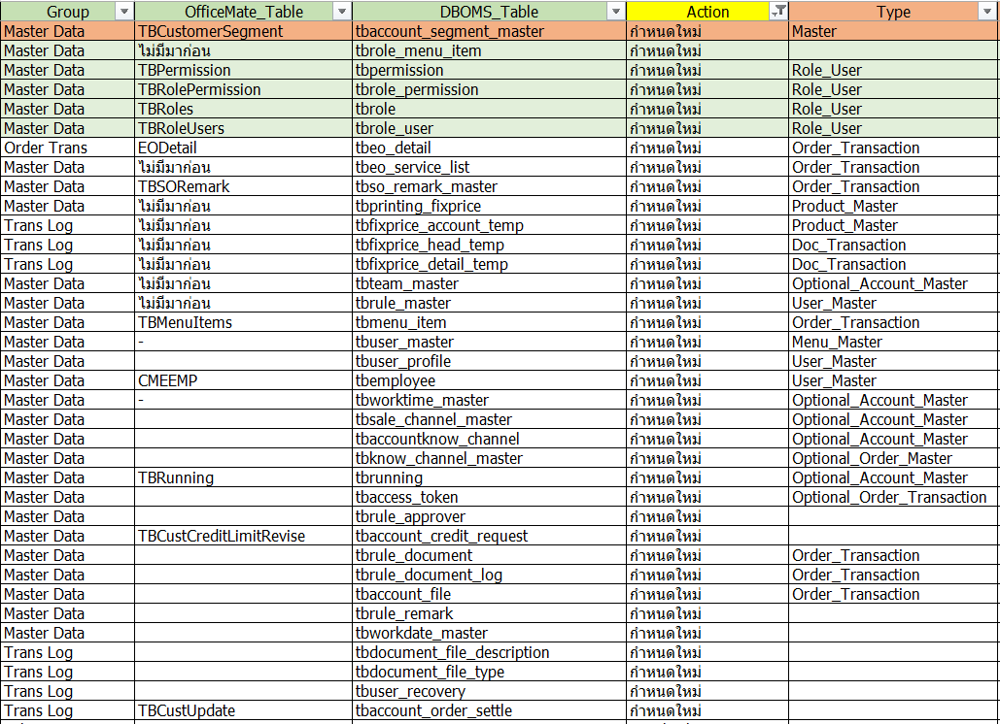 Group OfficeMate_Table DBOMS_Table Action Type
Master Data TBCustomerSegment tbaccount_segment_master กำหนดใหม่ Master
Master Data ไม่มีมาก่อน tbrole_menu_item กำหนดใหม่
Master Data TBPermission tbpermission กำหนดใหม่ Role_User
Master Data TBRolePermission tbrole_permission กำหนดใหม่ Role_User
Master Data TBRoles tbrole กำหนดใหม่ Role_User
Master Data TBRoleUsers tbrole_user กำหนดใหม่ Role_User
Order Trans EODetail tbeo_detail กำหนดใหม่ Order_Transaction
Master Data ไม่มีมาก่อน tbeo_service_list กำหนดใหม่ Order_Transaction
Master Data TBSORemark tbso_remark_master กำหนดใหม่ Order_Transaction
Master Data ไม่มีมาก่อน tbprinting_fixprice กำหนดใหม่ Product_Master
Trans Log ไม่มีมาก่อน tbfixprice_account_temp กำหนดใหม่ Product_Master
Trans Log ไม่มีมาก่อน tbfixprice_head_temp กำหนดใหม่ Doc_Transaction
Trans Log ไม่มีมาก่อน tbfixprice_detail_temp กำหนดใหม่ Doc_Transaction
Master Data ไม่มีมาก่อน tbteam_master กำหนดใหม่ Optional_Account_Master
Master Data ไม่มีมาก่อน tbrule_master กำหนดใหม่ User_Master
Master Data TBMenuItems tbmenu_item กำหนดใหม่ Order_Transaction
Master Data - tbuser_master กำหนดใหม่ Menu_Master
Master Data tbuser_profile กำหนดใหม่ User_Master
Master Data CMEEMP tbemployee กำหนดใหม่ User_Master
Master Data - tbworktime_master กำหนดใหม่ Optional_Account_Master
Master Data tbsale_channel_master กำหนดใหม่ Optional_Account_Master
Master Data tbaccountknow_channel กำหนดใหม่ Optional_Account_Master
Master Data tbknow_channel_master กำหนดใหม่ Optional_Order_Master
Master Data TBRunning tbrunning กำหนดใหม่ Optional_Account_Master
Master Data tbaccess_token กำหนดใหม่ Optional_Order_Transaction
Master Data tbrule_approver กำหนดใหม่
Master Data TBCustCreditLimitRevise tbaccount_credit_request กำหนดใหม่
Master Data tbrule_document กำหนดใหม่ Order_Transaction
Master Data tbrule_document_log กำหนดใหม่ Order_Transaction
Master Data tbaccount_file กำหนดใหม่ Order_Transaction
Master Data tbrule_remark กำหนดใหม่
Master Data tbworkdate_master กำหนดใหม่
Trans Log tbdocument_file_description กำหนดใหม่
Trans Log tbdocument_file_type กำหนดใหม่
Trans Log tbuser_recovery กำหนดใหม่
Trans Log TBCustUpdate tbaccount_order_settle กำหนดใหม่